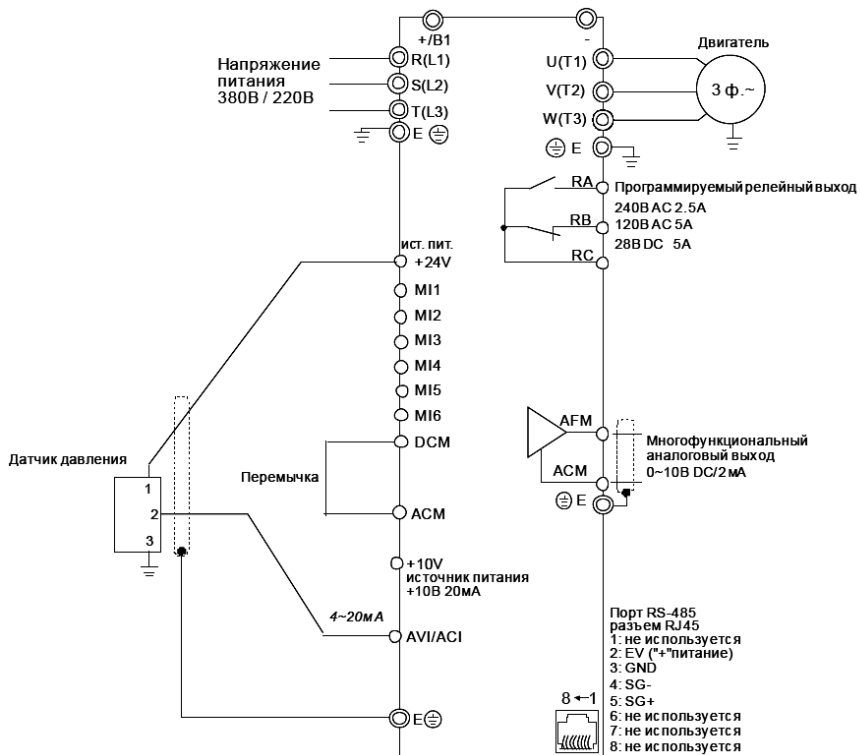 +/B1
-
Напряжение
питания
380В / 220В
R(L1)
S(L2)
T(L3)
E
Двигатель
U(T1)
V(T2)
W(T3)
3 ф.~
E
RA
RB
RC
Программируемый релейный выход
240В AC 2.5A
120В AC 5A
28В DC 5A
ист. пит.
+24V
MI1
MI2
MI3
MI4
MI5
MI6
DCM
Перемычка
ACM
Датчик давления
1
2
3
AFM
ACM
E
Многофункциональный
аналоговый выход
0~10В DC/2мА
+10V
источник питания
+10В 20мА
4~20мА
AVI/ACI
E
Порт RS-485
разъем RJ45
1: не используется
2: EV ("+"питание)
3: GND
4: SG-
5: SG+
6: не используется
7: не используется
8: не используется
8←1